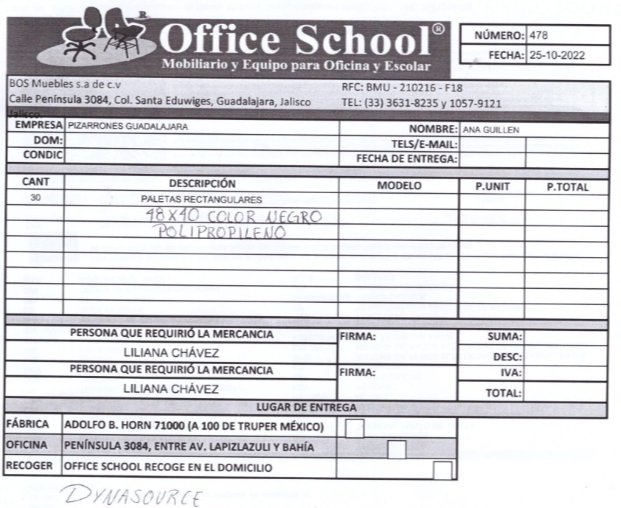 Office School®
Mobiliario y Equipo para Oficina y Escolar
NÚMERO: 478
FECHA: 25-10-2022
BOS Muebles s.a de c.v RFC: BMU - 210216 - F18
Calle Península 3084, Col. Santa Eduwiges, Guadalajara, Jalisco TEL: (33) 3631-8235 y 1057-9121
Jalisco
EMPRESA PIZARRONES GUADALAJARA NOMBRE: ANA GUILLEN
DOM: TELS/E-MAIL:
CONDIC FECHA DE ENTREGA:
CANT DESCRIPCIÓN MODELO P.UNIT P.TOTAL
30 PALETAS RECTANGULARES
48X40 COLOR NEGRO
POLIPROPILENO
PERSONA QUE REQUIRIÓ LA MERCANCIA FIRMA: SUMA:
LILIANA CHÁVEZ DESC:
PERSONA QUE REQUIRIÓ LA MERCANCIA FIRMA: IVA:
LILIANA CHÁVEZ TOTAL:
LUGAR DE ENTREGA
FÁBRICA ADOLFO B. HORN 71000 (A 100 DE TRUPER MÉXICO)
OFICINA PENÍNSULA 3084, ENTRE AV. LAPIZLAZULI Y BAHÍA
RECOGER OFFICE SCHOOL RECOGE EN EL DOMICILIO
DYNASOURCE